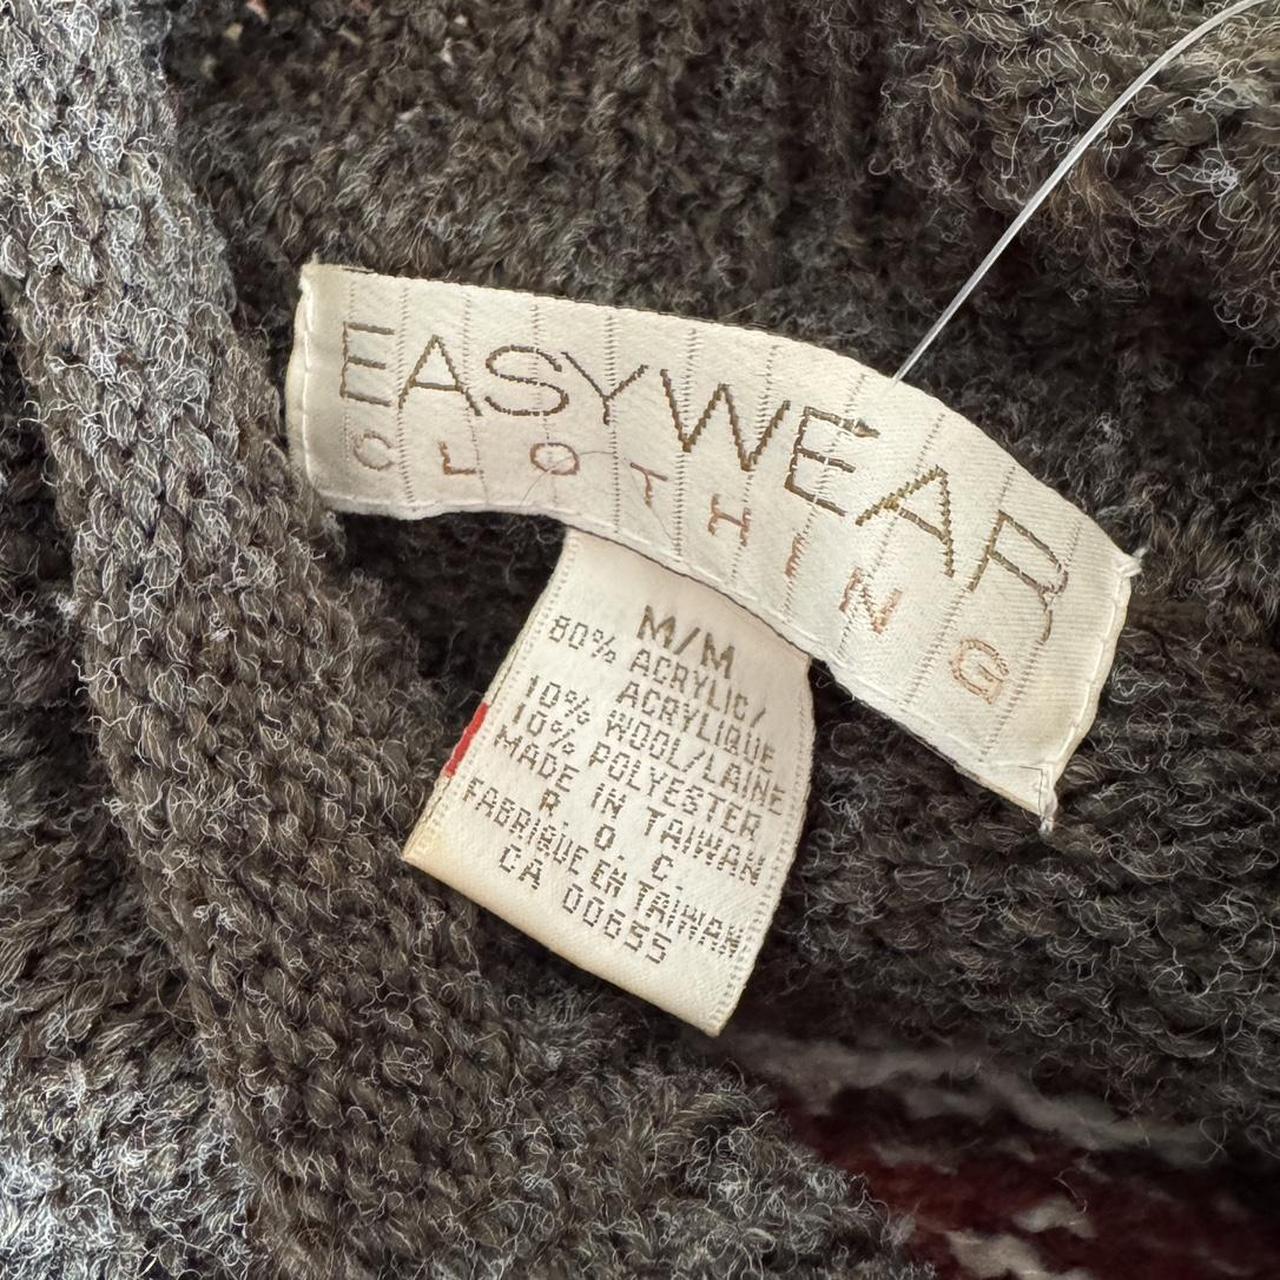 EASYWEAR
CLOTHING
M/M
80% ACRYLIC/
ACRYLIQUE
10% WOOL/LAINE
10% POLYESTER
MADE IN TAIWAN
R. O. C.
FABRIQUE EN TAIWAN
CA 00655